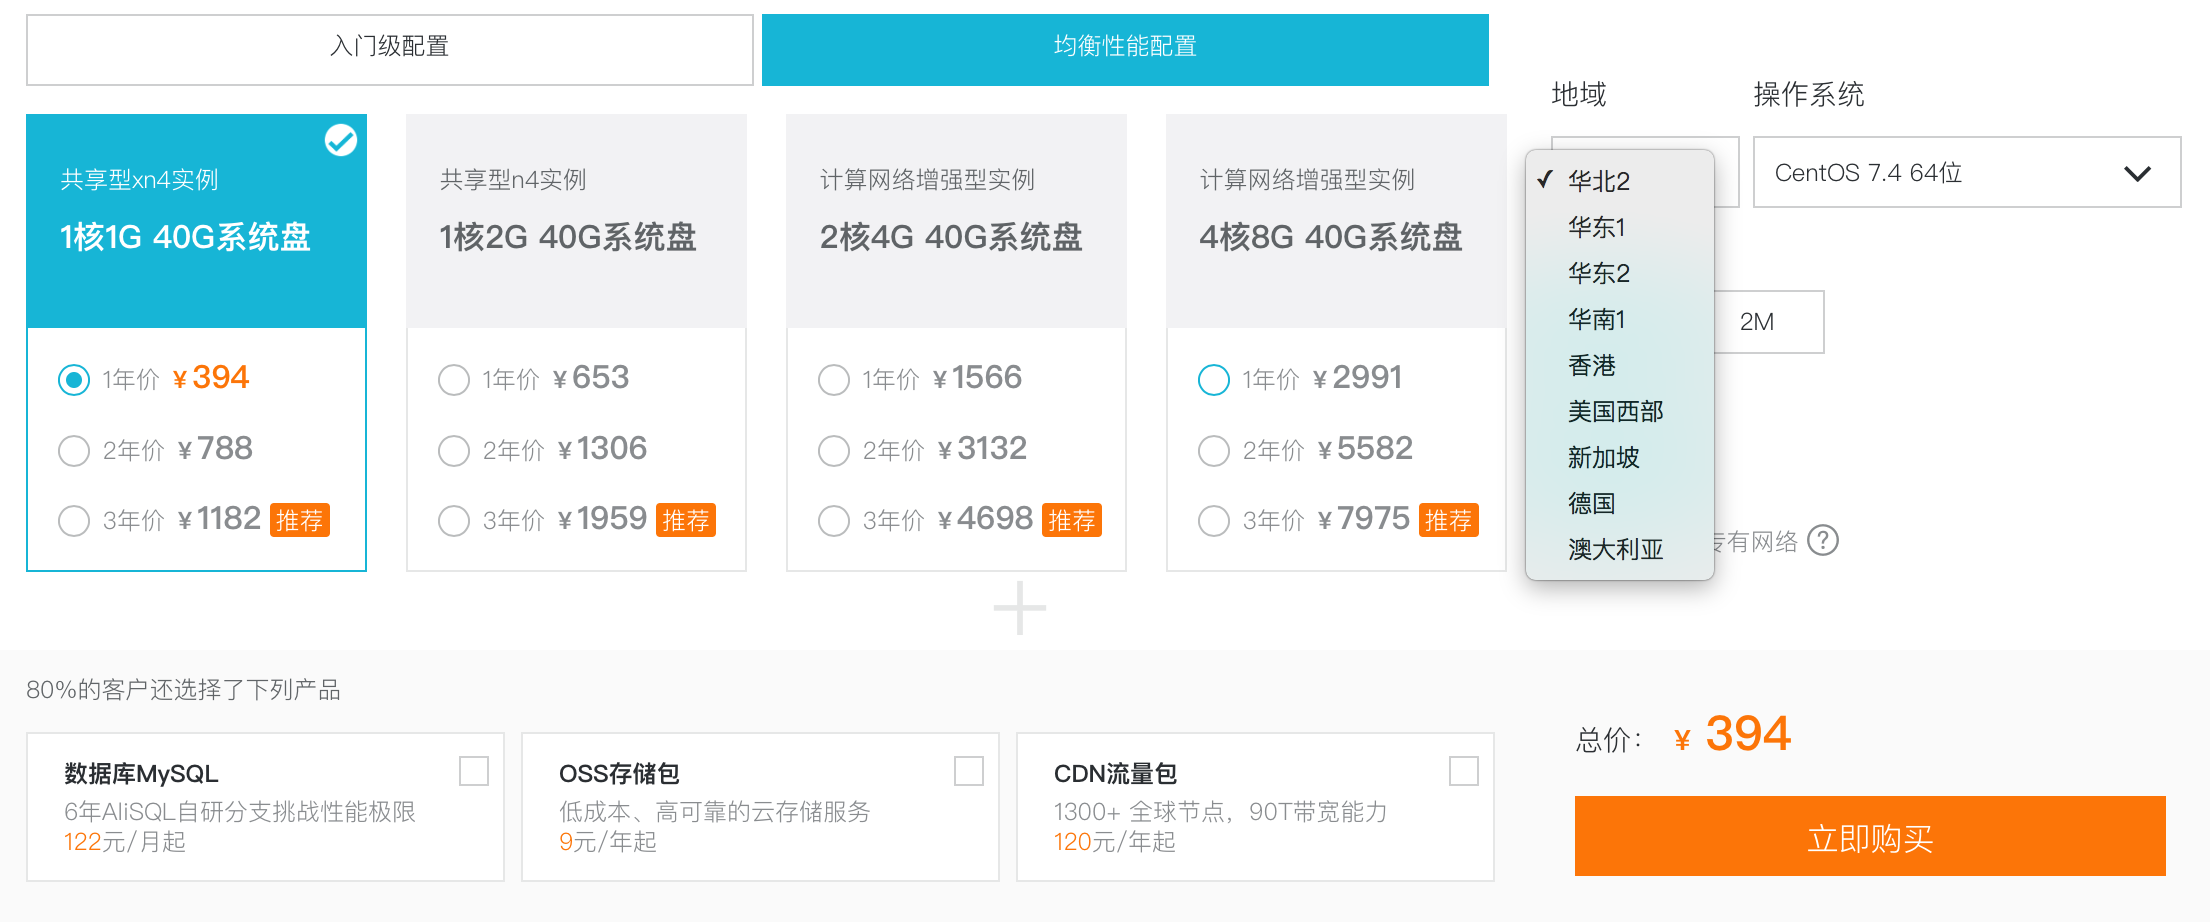 入门级配置
均衡性能配置
共享型xn4实例
1核1G 40G系统盘
1年价 ¥394
2年价 ¥788
3年价 ¥1182 推荐
共享型n4实例
1核2G 40G系统盘
1年价 ¥653
2年价 ¥1306
3年价 ¥1959 推荐
计算网络增强型实例
2核4G 40G系统盘
1年价 ¥1566
2年价 ¥3132
3年价 ¥4698 推荐
计算网络增强型实例
4核8G 40G系统盘
1年价 ¥2991
2年价 ¥5582
3年价 ¥7975 推荐
地域
华北2
华东1
华东2
华南1
香港
美国西部
新加坡
德国
澳大利亚
操作系统
CentOS 7.4 64位
2M
有网络 ?
80%的客户还选择了下列产品
数据库MySQL
6年AliSQL自研分支挑战性能极限
122元/月起
OSS存储包
低成本、高可靠的云存储服务
9元/年起
CDN流量包
1300+ 全球节点，90T带宽能力
120元/年起
总价： ¥ 394
立即购买